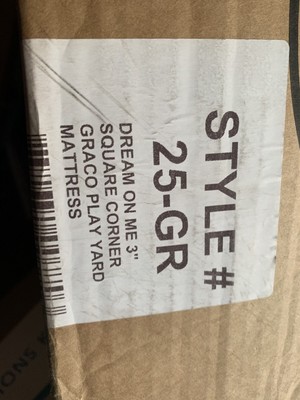 STYLE #
25-GR
DREAM ON ME 3"
SQUARE CORNER
GRACO PLAY YARD
MATTRESS